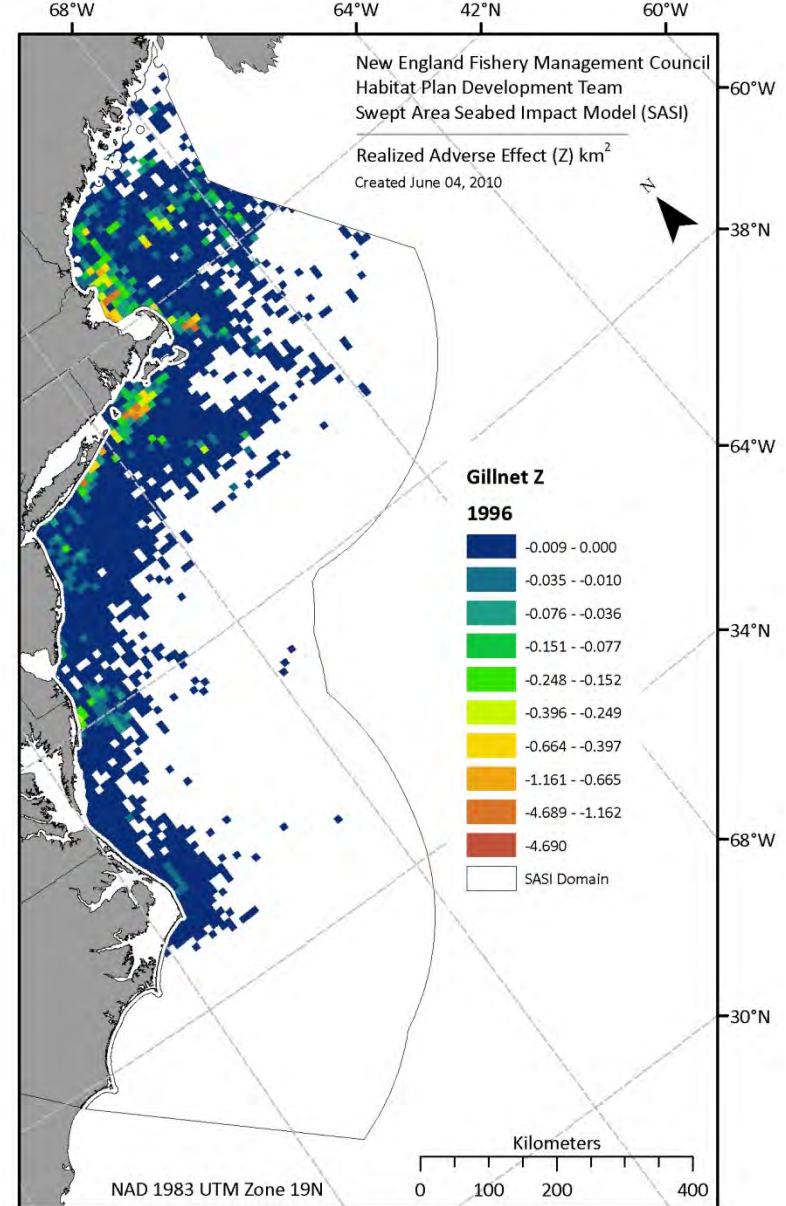 68°W 64°W 42°N 60°W
New England Fishery Management Council
Habitat Plan Development Team
Swept Area Seabed Impact Model (SASI)
Realized Adverse Effect (Z) km²
Created June 04, 2010
N
60°W
38°N
64°W
34°N
68°W
30°N
Gillnet Z
1996
-0.009 - 0.000
-0.035 - -0.010
-0.076 - -0.036
-0.151 - -0.077
-0.248 - -0.152
-0.396 - -0.249
-0.664 - -0.397
-1.161 - -0.665
-4.689 - -1.162
-4.690
SASI Domain
Kilometers
0 100 200 400
NAD 1983 UTM Zone 19N